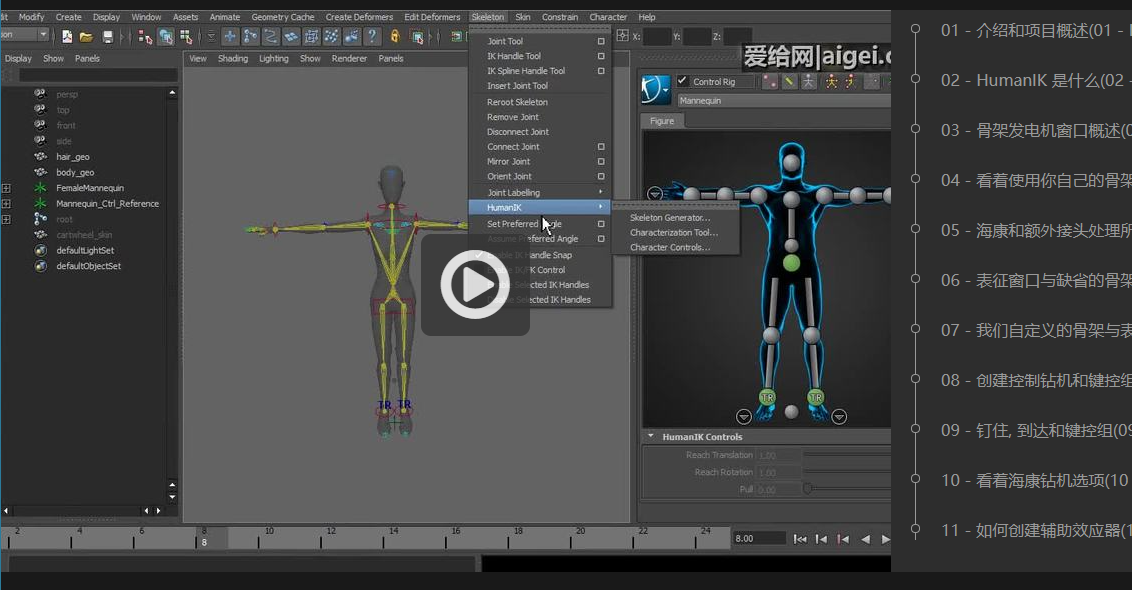 Modify Create Display Window Assets Animate Geometry Cache Create Deformers Edit Deformers Skeleton Skin Constrain Character Help
X: Y: Z:
爱给网|aigei.c
Display Show Panels
View Shading Lighting Show Renderer Panels
persp
top
front
side
hair_geo
body_geo
FemaleMannequin
Mannequin_Ctrl_Reference
root
cartwheel_skin
defaultLightSet
defaultObjectSet
Joint Tool
IK Handle Tool
IK Spline Handle Tool
Insert Joint Tool
Reroot Skeleton
Remove Joint
Disconnect Joint
Connect Joint
Mirror Joint
Orient Joint
Joint Labelling
HumanIK
Set Preferred Angle
Assume Preferred Angle
Handle Snap
Control
Selected IK Handles
Selected IK Handles
Skeleton Generator...
Characterization Tool...
Character Controls...
Control Rig
Mannequin
Figure
TR TR
TR TR
HumanIK Controls
Reach Translation 1.00
Reach Rotation 1.00
Pull 0.00
2 4 6 8 10 12 14 16 18 20 22 24
8
8.00
01 - 介绍和项目概述(01 -
02 - HumanIK 是什么(02 -
03 - 骨架发电机窗口概述(0
04 - 看着使用你自己的骨架
05 - 海康和额外接头处理所
06 - 表征窗口与缺省的骨架
07 - 我们自定义的骨架与表
08 - 创建控制钻机和键控组
09 - 钉住, 到达和键控组(09
10 - 看着海康钻机选项(10
11 - 如何创建辅助效应器(1